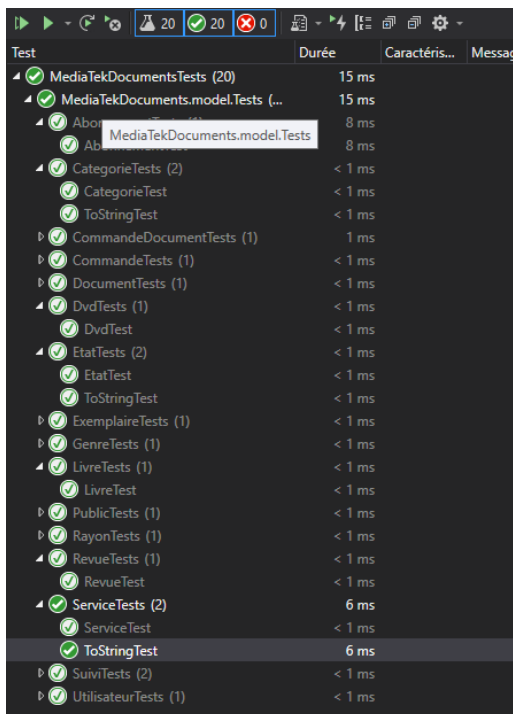 20 20 0
Test Durée Caractéris... Messag
MediaTekDocumentsTests (20) 15 ms
MediaTekDocuments.model.Tests (... 15 ms
8 ms
MediaTekDocuments.model.Tests
8 ms
CategorieTests (2) < 1 ms
CategorieTest < 1 ms
ToStringTest < 1 ms
CommandeDocumentTests (1) 1 ms
CommandeTests (1) < 1 ms
DocumentTests (1) < 1 ms
DvdTests (1) < 1 ms
DvdTest < 1 ms
EtatTests (2) < 1 ms
EtatTest < 1 ms
ToStringTest < 1 ms
ExemplaireTests (1) < 1 ms
GenreTests (1) < 1 ms
LivreTests (1) < 1 ms
LivreTest < 1 ms
PublicTests (1) < 1 ms
RayonTests (1) < 1 ms
RevueTests (1) < 1 ms
RevueTest < 1 ms
ServiceTests (2) 6 ms
ServiceTest < 1 ms
ToStringTest 6 ms
SuiviTests (2) < 1 ms
UtilisateurTests (1) < 1 ms